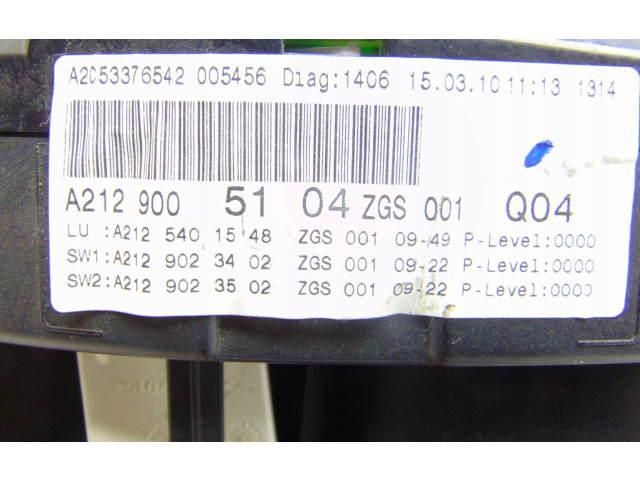 A2C53376542 005456 Diag:1406 15.03.10 11:13 1314
A212 900 51 04 ZGS 001 Q04
LU :A212 540 15 48 ZGS 001 09-49 P-Level:0000
SW1:A212 902 34 02 ZGS 001 09-22 P-Level:0000
SW2:A212 902 35 02 ZGS 001 09-22 P-Level:0000